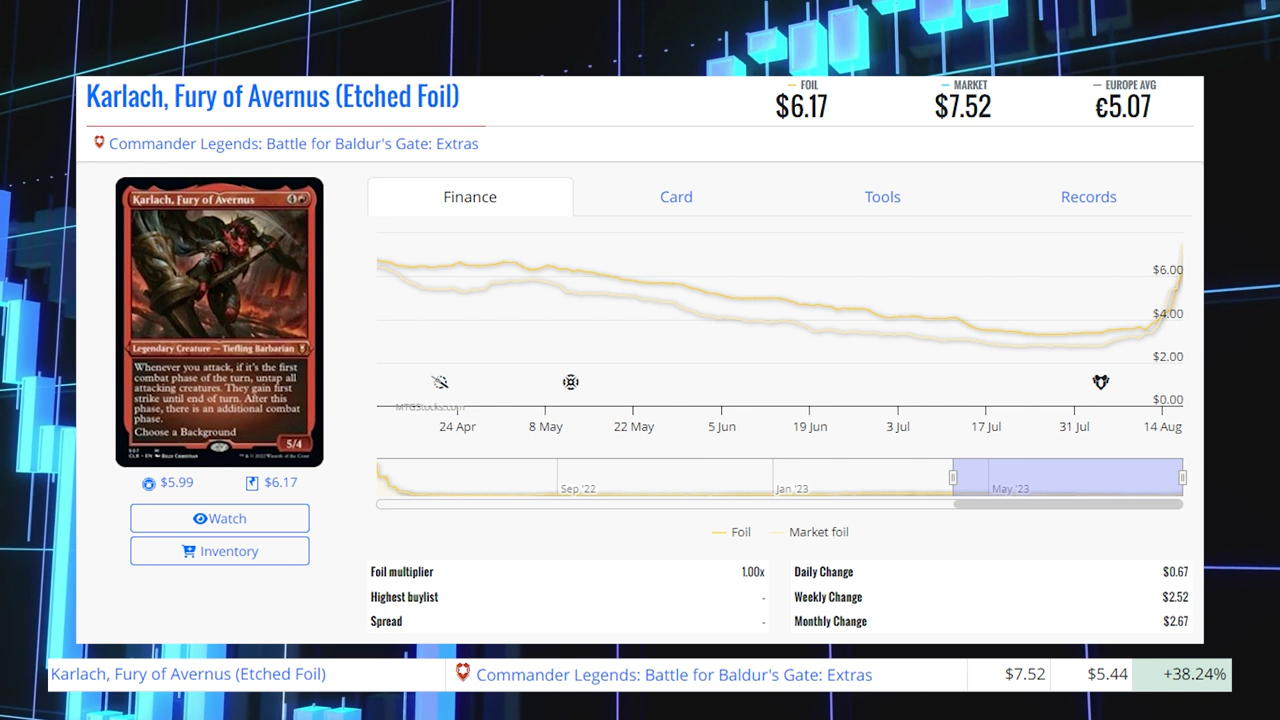 Karlach, Fury of Avernus (Etched Foil)
FOIL
$6.17
MARKET
$7.52
EUROPE AVG
€5.07
Commander Legends: Battle for Baldur's Gate: Extras
Karlach, Fury of Avernus 4
Legendary Creature — Tiefling Barbarian
Whenever you attack, if it's the first
combat phase of the turn, untap all
attacking creatures. They gain first
strike until end of turn. After this
phase, there is an additional combat
phase.
Choose a Background
5/4
$5.99
$6.17
Watch
Inventory
Finance
Card
Tools
Records
$6.00
$4.00
$2.00
$0.00
MTGStocks.com
24 Apr
8 May
22 May
5 Jun
19 Jun
3 Jul
17 Jul
31 Jul
14 Aug
Sep '22
Jan '23
May '23
Foil
Market foil
Foil multiplier 1.00x
Highest buylist -
Spread -
Daily Change $0.67
Weekly Change $2.52
Monthly Change $2.67
Karlach, Fury of Avernus (Etched Foil) Commander Legends: Battle for Baldur's Gate: Extras $7.52 $5.44 +38.24%